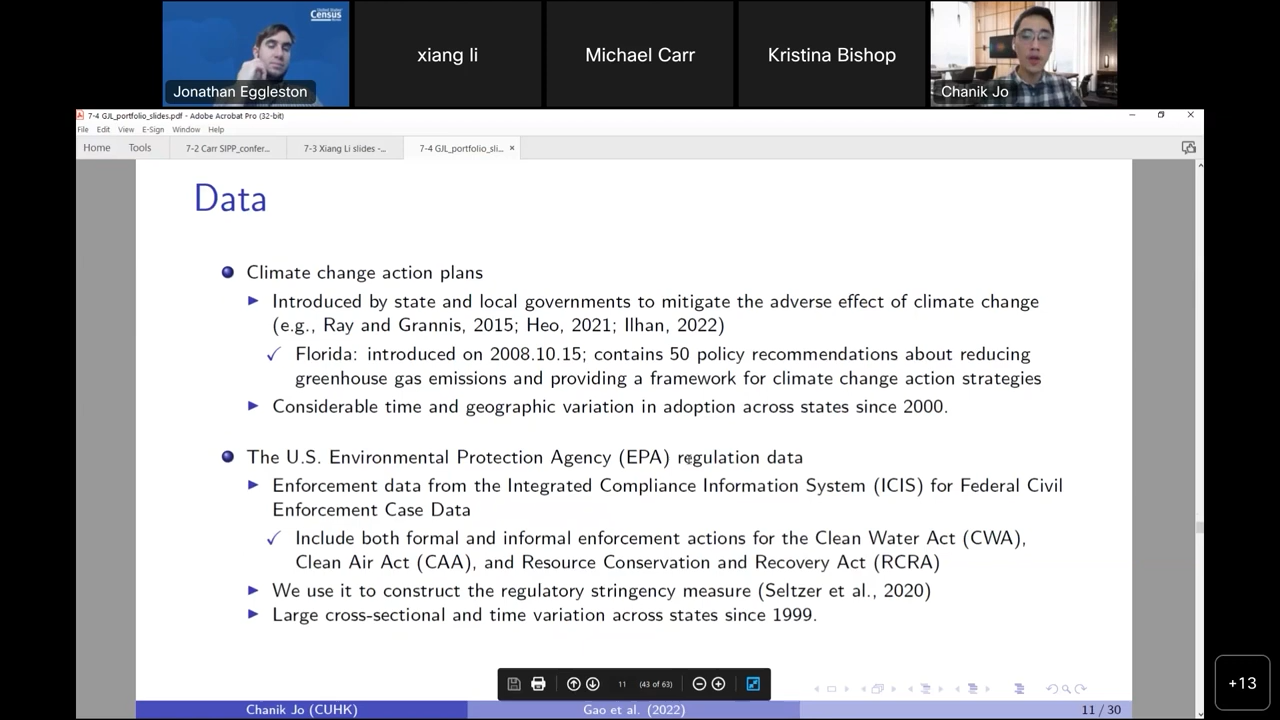 United States
Census
Bureau
Jonathan Eggleston
xiang li
Michael Carr
Kristina Bishop
Chanik Jo
7-4 GJL_portfolio_slides.pdf - Adobe Acrobat Pro (32-bit)
File Edit View E-Sign Window Help
Home Tools 7-2 Carr SIPP_confer... 7-3 Xiang Li slides -... 7-4 GJL_portfolio_sli... ×
Data
Climate change action plans
Introduced by state and local governments to mitigate the adverse effect of climate change
(e.g., Ray and Grannis, 2015; Heo, 2021; Ilhan, 2022)
✓ Florida: introduced on 2008.10.15; contains 50 policy recommendations about reducing
greenhouse gas emissions and providing a framework for climate change action strategies
Considerable time and geographic variation in adoption across states since 2000.
The U.S. Environmental Protection Agency (EPA) regulation data
Enforcement data from the Integrated Compliance Information System (ICIS) for Federal Civil
Enforcement Case Data
✓ Include both formal and informal enforcement actions for the Clean Water Act (CWA),
Clean Air Act (CAA), and Resource Conservation and Recovery Act (RCRA)
We use it to construct the regulatory stringency measure (Seltzer et al., 2020)
Large cross-sectional and time variation across states since 1999.
11 (43 of 63)
+13
Chanik Jo (CUHK) Gao et al. (2022) 11 / 30